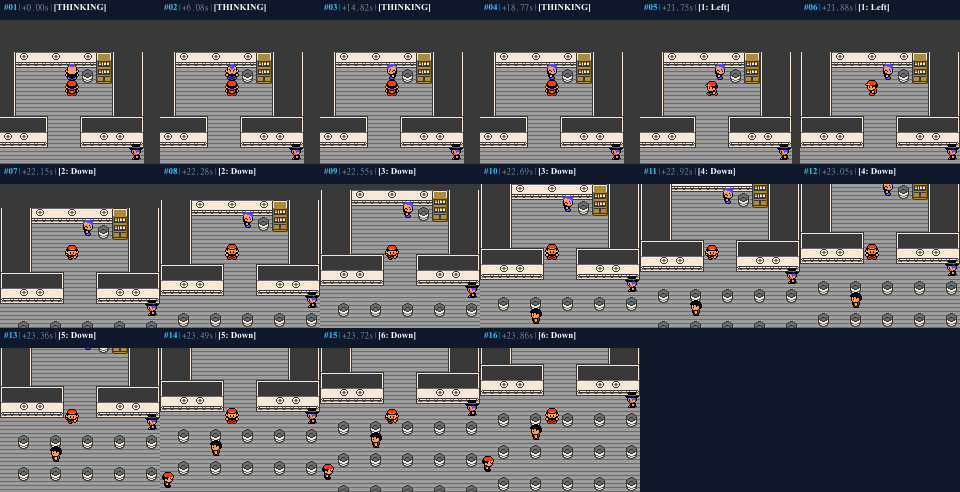 #01 | +0.00s | [THINKING]
#02 | +6.08s | [THINKING]
#03 | +14.82s | [THINKING]
#04 | +18.77s | [THINKING]
#05 | +21.75s | [1: Left]
#06 | +21.88s | [1: Left]
#07 | +22.15s | [2: Down]
#08 | +22.28s | [2: Down]
#09 | +22.55s | [3: Down]
#10 | +22.69s | [3: Down]
#11 | +22.92s | [4: Down]
#12 | +23.05s | [4: Down]
#13 | +23.36s | [5: Down]
#14 | +23.49s | [5: Down]
#15 | +23.72s | [6: Down]
#16 | +23.86s | [6: Down]